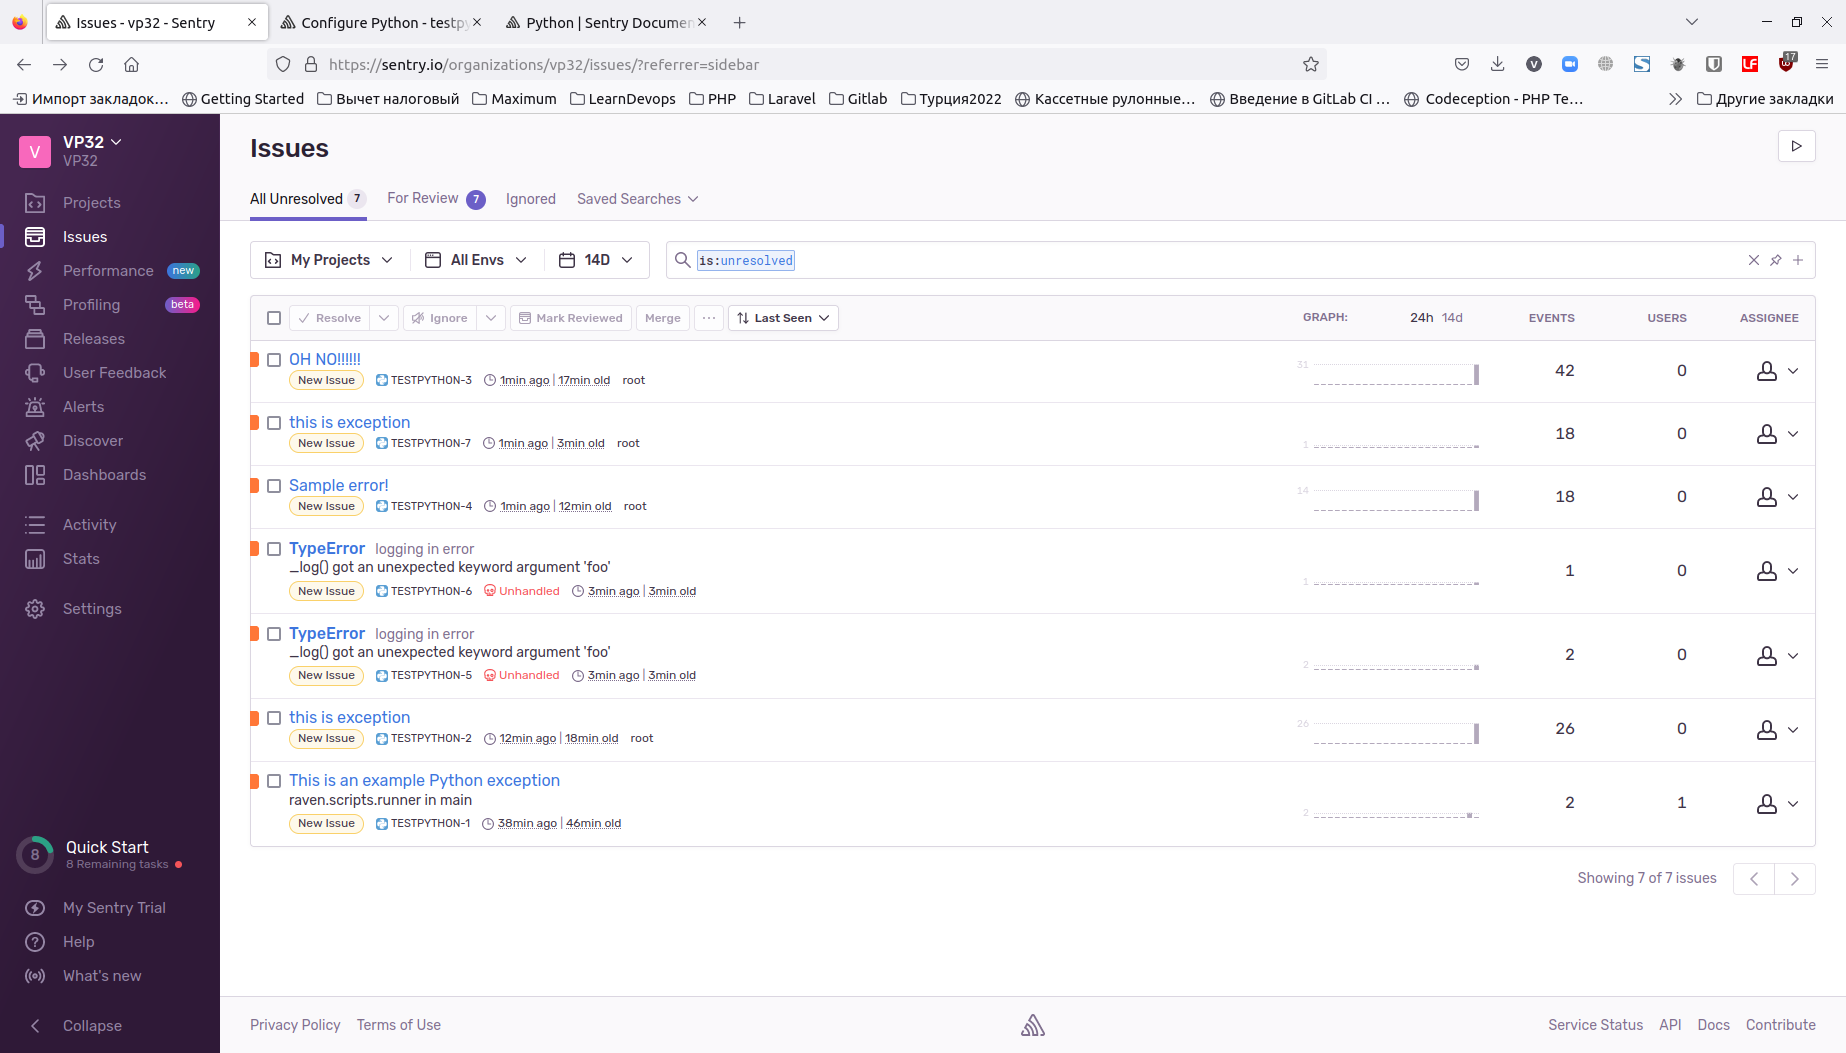 Issues - vp32 - Sentry
Configure Python - testpy
Python | Sentry Documen
https://sentry.io/organizations/vp32/issues/?referrer=sidebar
17
Импорт закладок…
Getting Started
Вычет налоговый
Maximum
LearnDevops
PHP
Laravel
Gitlab
Турция2022
Кассетные рулонные…
Введение в GitLab CI …
Codeception - PHP Te…
Другие закладки
V
VP32
VP32
Projects
Issues
Performance new
Profiling beta
Releases
User Feedback
Alerts
Discover
Dashboards
Activity
Stats
Settings
8
Quick Start
8 Remaining tasks
My Sentry Trial
Help
What's new
Collapse
Issues
All Unresolved 7
For Review 7
Ignored
Saved Searches
My Projects
All Envs
14D
is:unresolved
Resolve
Ignore
Mark Reviewed
Merge
Last Seen
GRAPH:
24h 14d
EVENTS
USERS
ASSIGNEE
OH NO!!!!!!
New Issue TESTPYTHON-3 1min ago | 17min old root
31
42
0
this is exception
New Issue TESTPYTHON-7 1min ago | 3min old root
1
18
0
Sample error!
New Issue TESTPYTHON-4 1min ago | 12min old root
14
18
0
TypeError logging in error
_log() got an unexpected keyword argument 'foo'
New Issue TESTPYTHON-6 Unhandled 3min ago | 3min old
1
1
0
TypeError logging in error
_log() got an unexpected keyword argument 'foo'
New Issue TESTPYTHON-5 Unhandled 3min ago | 3min old
2
2
0
this is exception
New Issue TESTPYTHON-2 12min ago | 18min old root
26
26
0
This is an example Python exception
raven.scripts.runner in main
New Issue TESTPYTHON-1 38min ago | 46min old
2
2
1
Showing 7 of 7 issues
Privacy Policy
Terms of Use
Service Status
API
Docs
Contribute